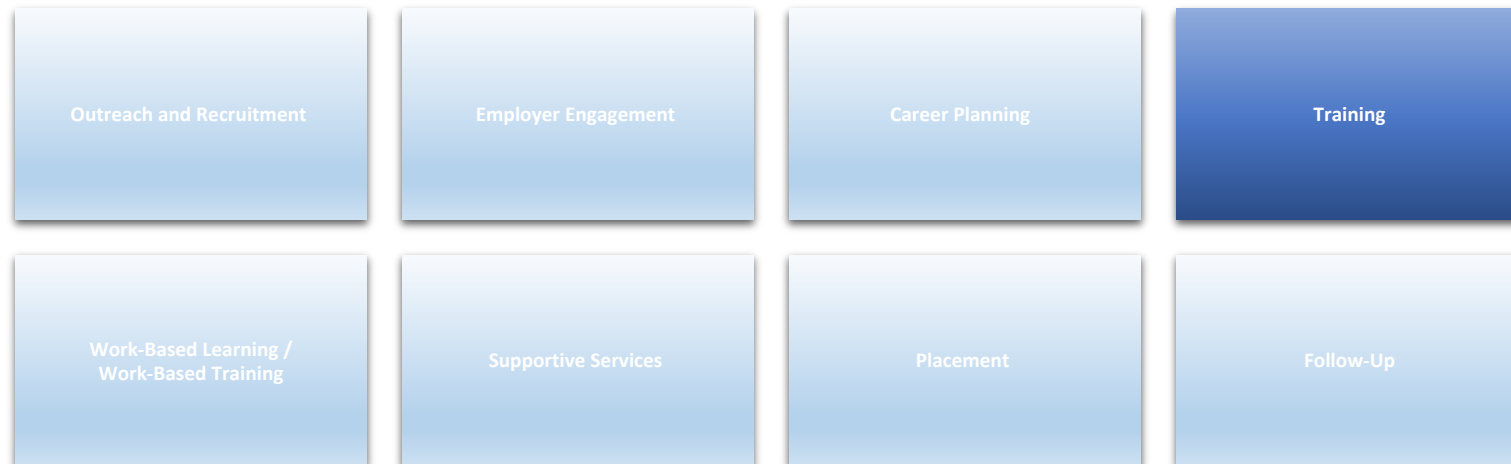 Outreach and Recruitment
Employer Engagement
Career Planning
Training
Work-Based Learning /
Work-Based Training
Supportive Services
Placement
Follow-Up